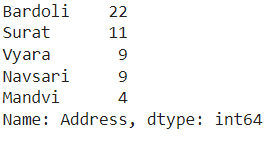 Bardoli 22
Surat 11
Vyara 9
Navsari 9
Mandvi 4
Name: Address, dtype: int64